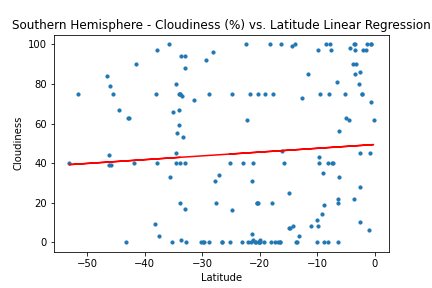 Southern Hemisphere - Cloudiness (%) vs. Latitude Linear Regression
100
80
60
40
20
0
Cloudiness
−50 −40 −30 −20 −10 0
Latitude